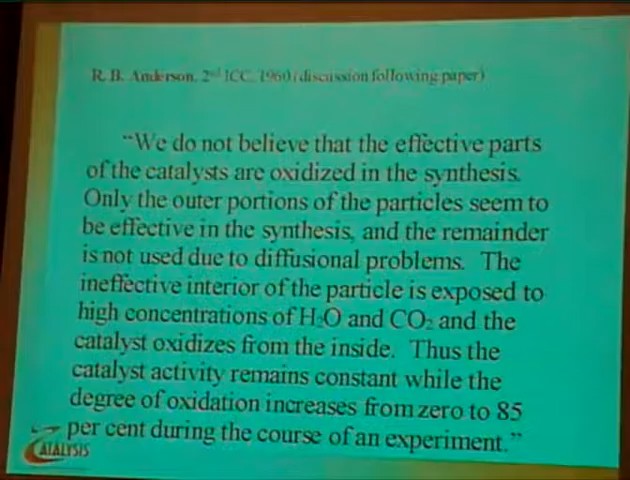 R. B. Anderson, 2nd ICC, 1960 (discussion following paper)
"We do not believe that the effective parts
of the catalysts are oxidized in the synthesis.
Only the outer portions of the particles seem to
be effective in the synthesis, and the remainder
is not used due to diffusional problems. The
ineffective interior of the particle is exposed to
high concentrations of H2O and CO2 and the
catalyst oxidizes from the inside. Thus the
catalyst activity remains constant while the
degree of oxidation increases from zero to 85
per cent during the course of an experiment."
CATALYSIS